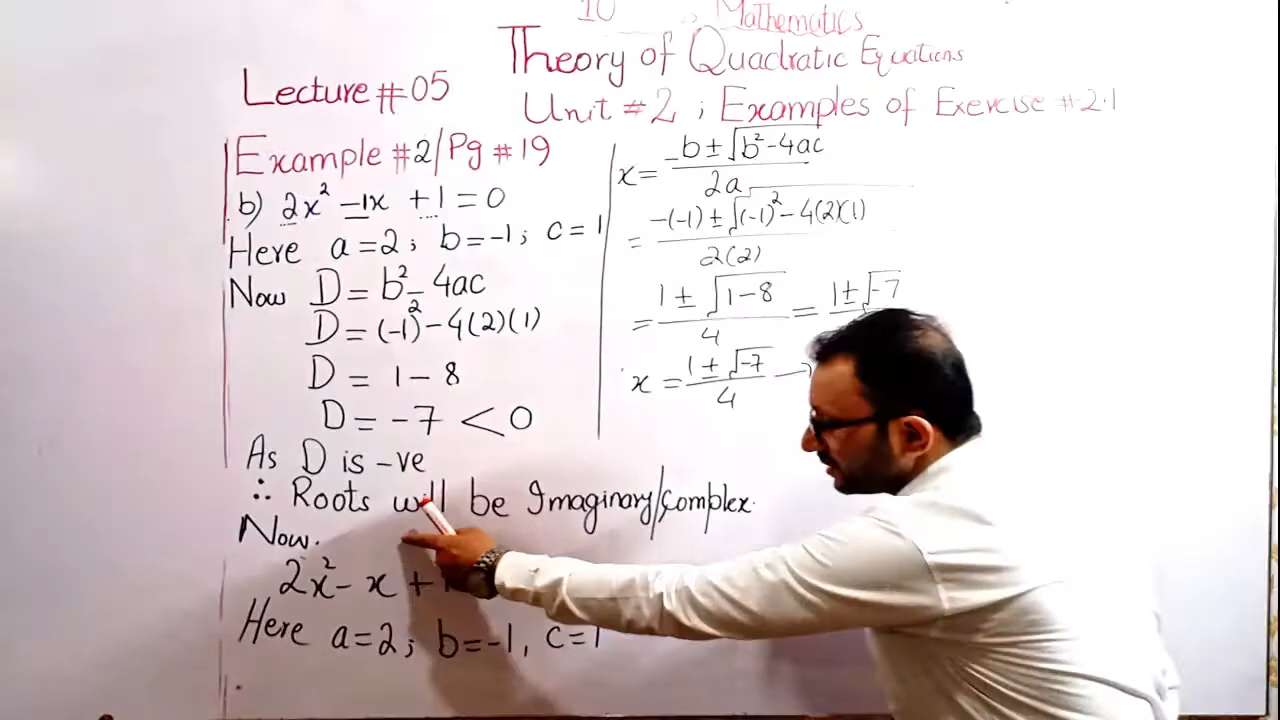 10 Mathematics
Theory of Quadratic Equations
Lecture #05
Unit #2 ; Examples of Exercise #2.1
Example #2/Pg #19
b) 2x² -1x +1 = 0
Here a=2 ; b=-1 ; c=1
Now D = b² - 4ac
D = (-1)² - 4(2)(1)
D = 1 - 8
D = -7 < 0
As D is -ve
∴ Roots will be Imaginary/Complex.
Now.
2x² - x +
Here a=2 ; b=-1, c=1
x = -b ± √b² - 4ac / 2a
= -(-1) ± √(-1)² - 4(2)(1) / 2(2)
= 1 ± √1-8 / 4 = 1 ± √-7
x = 1 ± √-7 / 4 →